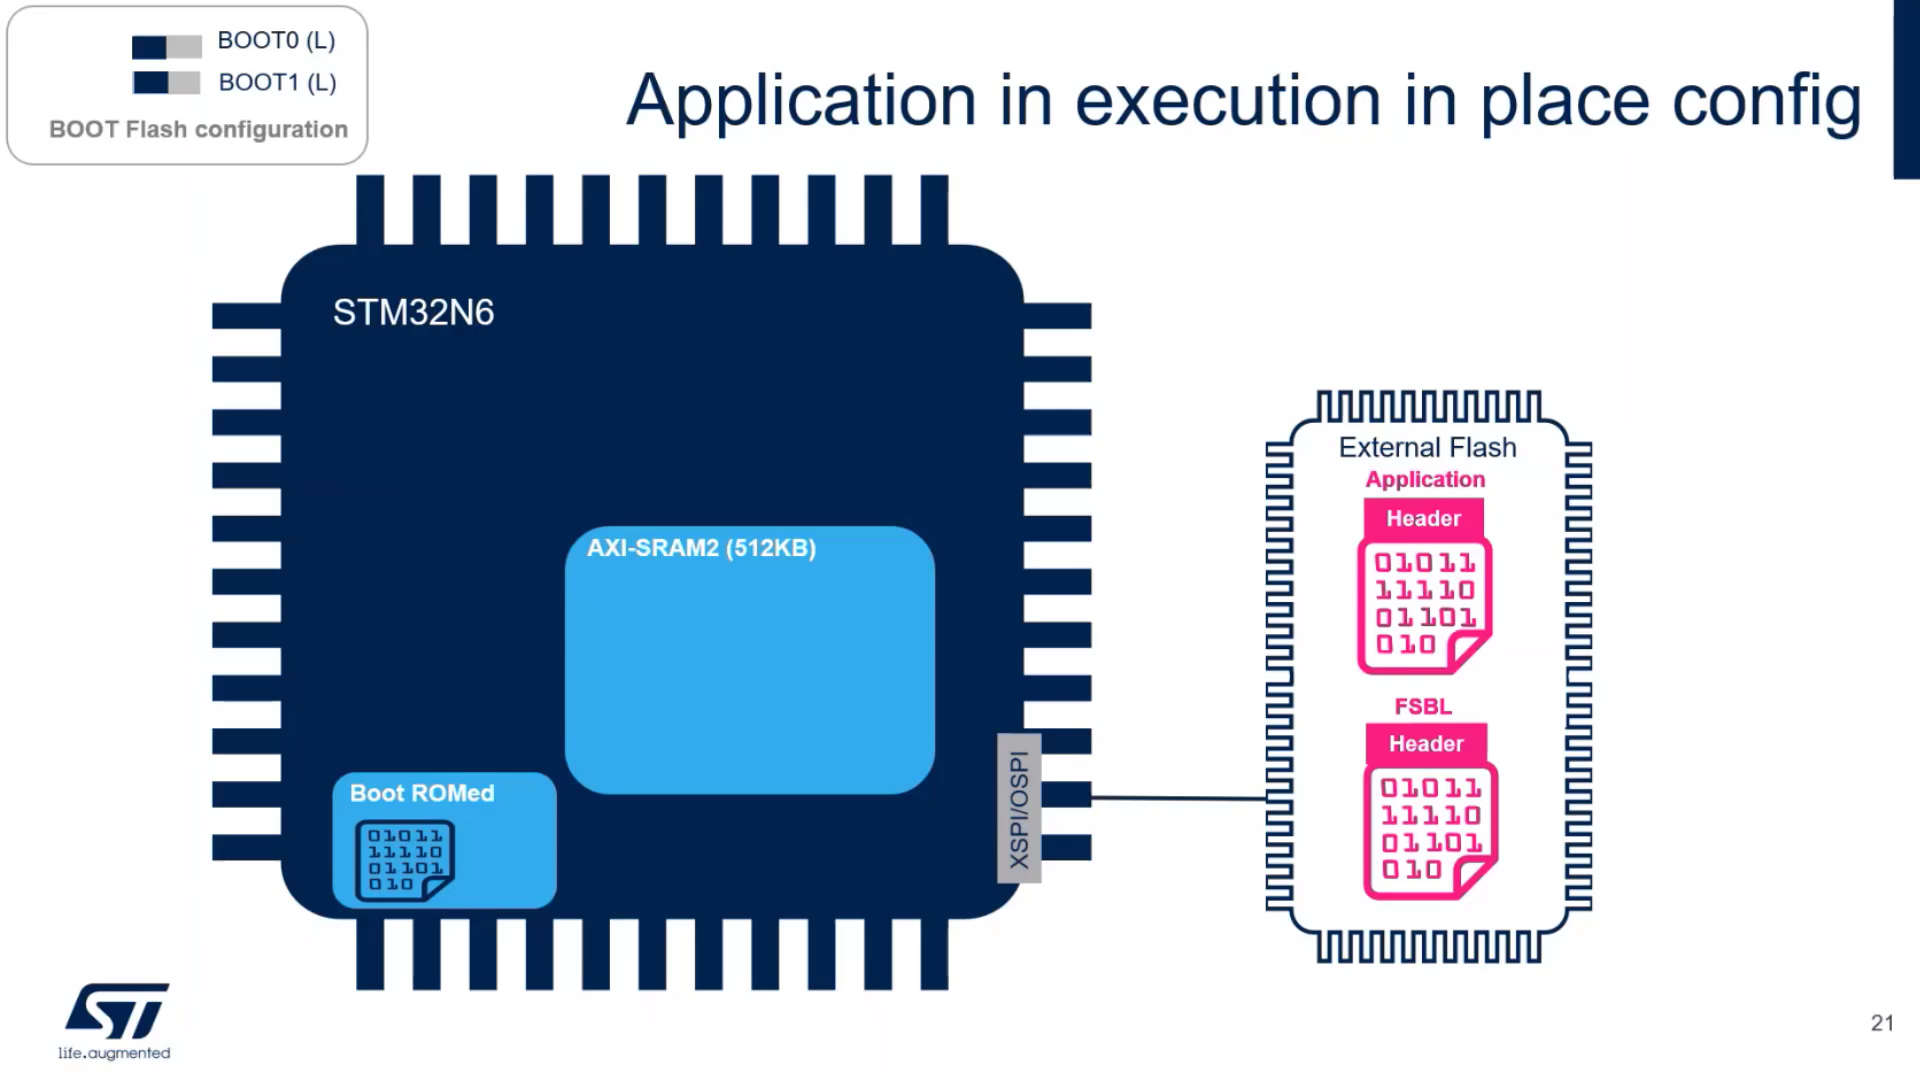 BOOT0 (L)
BOOT1 (L)
BOOT Flash configuration
Application in execution in place config
STM32N6
External Flash
Application
Header
01011
11110
01101
010
AXI-SRAM2 (512KB)
FSBL
Header
01011
11110
01101
010
XSPI/OSPI
Boot ROMed
01011
11110
01101
010
ST
life.augmented
21